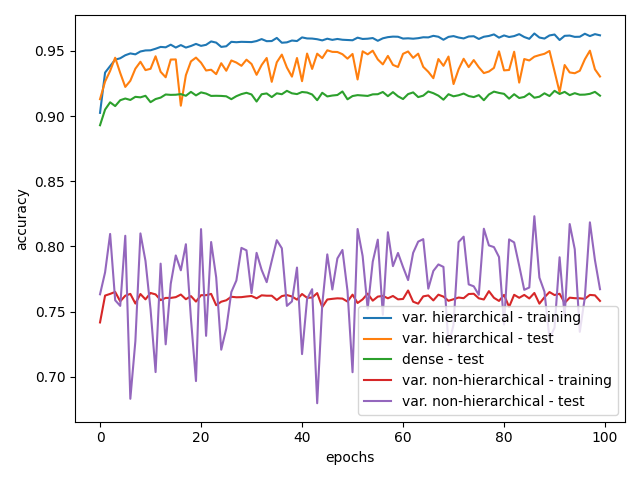 0.95
0.90
0.85
0.80
0.75
0.70
accuracy
var. hierarchical - training
var. hierarchical - test
dense - test
var. non-hierarchical - training
var. non-hierarchical - test
0 20 40 60 80 100
epochs